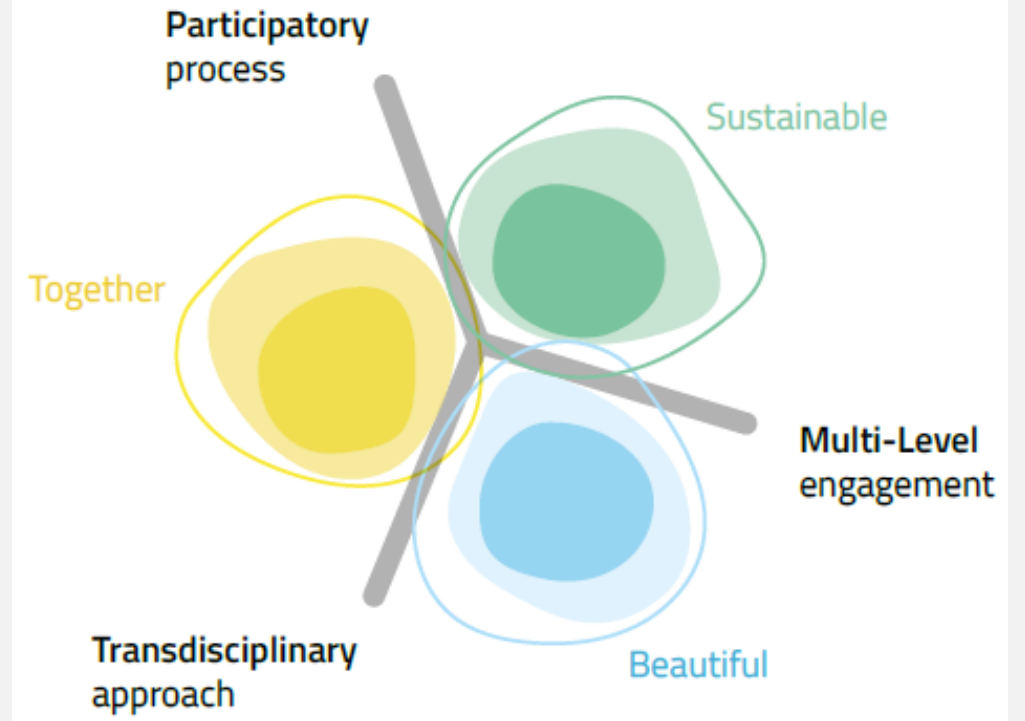 Participatory
process
Sustainable
Together
Multi-Level
engagement
Transdisciplinary
approach
Beautiful